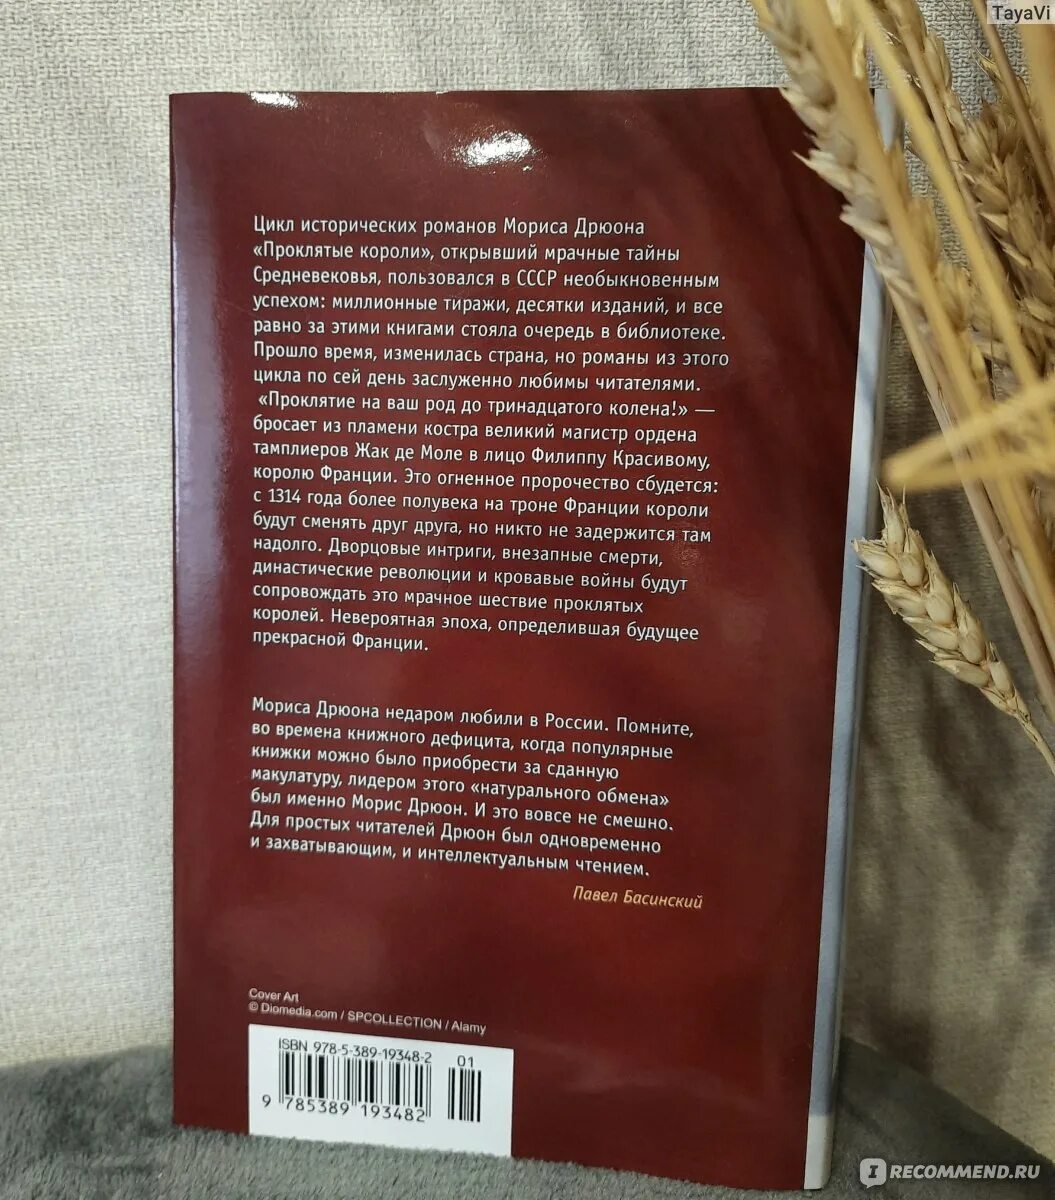 TayaVi
Цикл исторических романов Мориса Дрюона
«Проклятые короли», открывший мрачные тайны
Средневековья, пользовался в СССР необыкновенным
успехом: миллионные тиражи, десятки изданий, и все
равно за этими книгами стояла очередь в библиотеке.
Прошло время, изменилась страна, но романы из этого
цикла по сей день заслуженно любимы читателями.
«Проклятие на ваш род до тринадцатого колена!» —
бросает из пламени костра великий магистр ордена
тамплиеров Жак де Моле в лицо Филиппу Красивому,
королю Франции. Это огненное пророчество сбудется:
с 1314 года более полувека на троне Франции короли
будут сменять друг друга, но никто не задержится там
надолго. Дворцовые интриги, внезапные смерти,
династические революции и кровавые войны будут
сопровождать это мрачное шествие проклятых
королей. Невероятная эпоха, определившая будущее
прекрасной Франции.
Мориса Дрюона недаром любили в России. Помните,
во времена книжного дефицита, когда популярные
книжки можно было приобрести за сданную
макулатуру, лидером этого «натурального обмена»
был именно Морис Дрюон. И это вовсе не смешно.
Для простых читателей Дрюон был одновременно
и захватывающим, и интеллектуальным чтением.
Павел Басинский
Cover Art
© Diomedia.com / SPCOLLECTION / Alamy
ISBN 978-5-389-19348-2
01
9 785389 193482
IRECOMMEND.RU